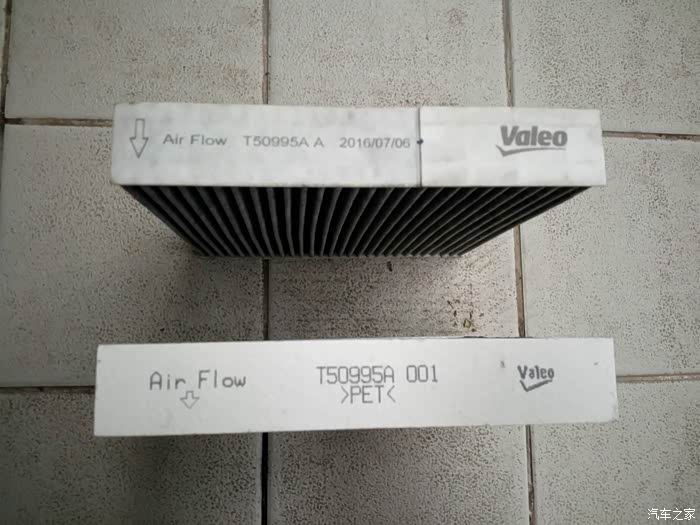 Air Flow T50995A A 2016/07/06 Valeo
Air Flow T50995A 001 Valeo
>PET<
汽车之家